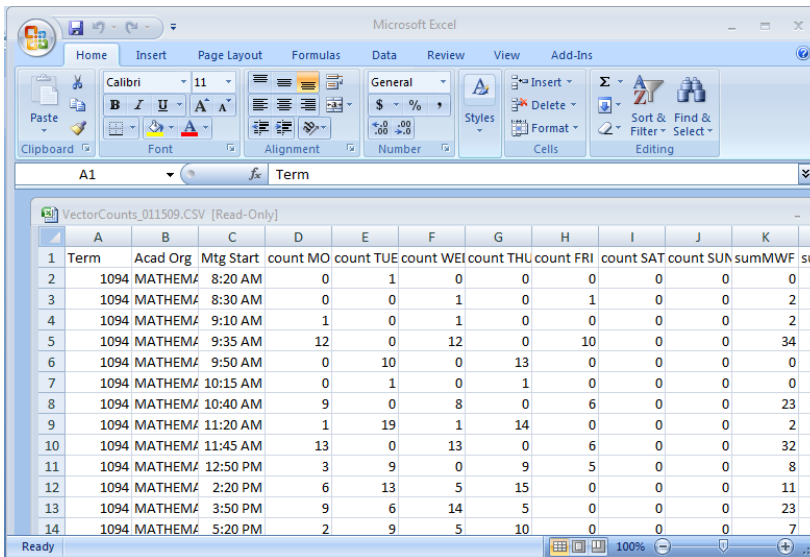 Microsoft Excel
Home Insert Page Layout Formulas Data Review View Add-Ins
Calibri 11 General Insert Σ
B I U A A $ % , Delete
Paste Styles Format Sort & Find &
Filter Select
Clipboard Font Alignment Number Cells Editing
A1 fx Term
VectorCounts_011509.CSV [Read-Only]
A B C D E F G H I J K
1 Term Acad Org Mtg Start count MO count TUE count WEI count THU count FRI count SAT count SUN sumMWF su
2 1094 MATHEMA 8:20 AM 0 1 0 0 0 0 0 0
3 1094 MATHEMA 8:30 AM 0 0 1 0 1 0 0 2
4 1094 MATHEMA 9:10 AM 1 0 1 0 0 0 0 2
5 1094 MATHEMA 9:35 AM 12 0 12 0 10 0 0 34
6 1094 MATHEMA 9:50 AM 0 10 0 13 0 0 0 0
7 1094 MATHEMA 10:15 AM 0 1 0 1 0 0 0 0
8 1094 MATHEMA 10:40 AM 9 0 8 0 6 0 0 23
9 1094 MATHEMA 11:20 AM 1 19 1 14 0 0 0 2
10 1094 MATHEMA 11:45 AM 13 0 13 0 6 0 0 32
11 1094 MATHEMA 12:50 PM 3 9 0 9 5 0 0 8
12 1094 MATHEMA 2:20 PM 6 13 5 15 0 0 0 11
13 1094 MATHEMA 3:50 PM 9 6 14 5 0 0 0 23
14 1094 MATHEMA 5:20 PM 2 9 5 10 0 0 0 7
Ready 100%